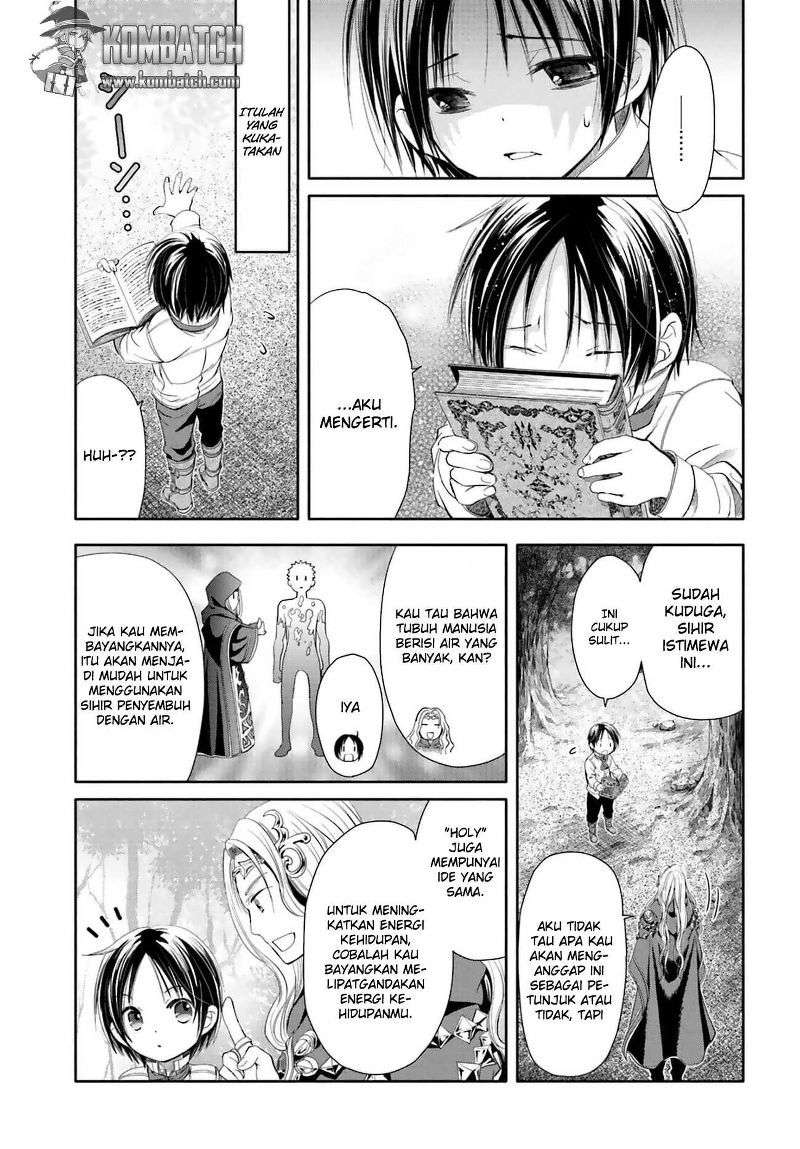 KOMBATCH
www.kombatch.com
.........
...AKU
MENGERTI.
ITULAH
YANG
KUKA-
TAKAN
シーン...
HUH-??
SUDAH
KUDUGA,
SIHIR
ISTIMEWA
INI...
INI
CUKUP
SULIT...
AKU TIDAK
TAU APA KAU
AKAN MENG-
ANGGAP INI
SEBAGAI PE-
TUNJUK ATAU
TIDAK, TAPI
KAU TAU BAHWA
TUBUH MANUSIA
BERISI AIR YANG
BANYAK, KAN?
IYA
JIKA KAU MEM-
BAYANGKANNYA,
ITU AKAN MENJA-
DI MUDAH UNTUK
MENGGUNAKAN
SIHIR PENYEMBUH
DENGAN AIR.
"HOLY"
JUGA
MEMPUNYAI
IDE YANG
SAMA.
UNTUK MENING-
KATKAN ENERGI
KEHIDUPAN,
COBALAH KAU
BAYANGKAN ME-
LIPATGANDAKAN
ENERGI KE-
HIDUPANMU.